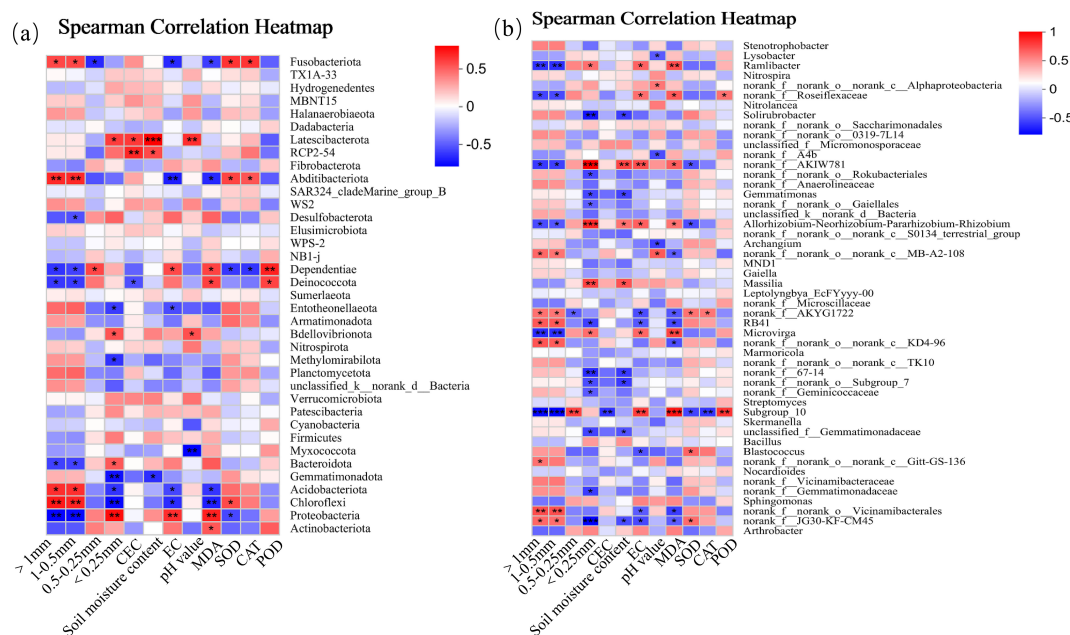 (a)
Spearman Correlation Heatmap
Fusobacteriota
TX1A-33
Hydrogenedentes
MBNT15
Halanaerobiaeota
Dadabacteria
Latescibacterota
RCP2-54
Fibrobacterota
Abditibacteriota
SAR324_cladeMarine_group_B
WS2
Desulfobacterota
Elusimicrobiota
WPS-2
NB1-j
Dependentiae
Deinococcota
Sumerlaeota
Entotheonellaeota
Armatimonadota
Bdellovibrionota
Nitrospirota
Methylomirabilota
Planctomycetota
unclassified_k__norank_d__Bacteria
Verrucomicrobiota
Patescibacteria
Cyanobacteria
Firmicutes
Myxococcota
Bacteroidota
Gemmatimonadota
Acidobacteriota
Chloroflexi
Proteobacteria
Actinobacteriota
> 1mm
1-0.5mm
0.5-0.25mm
< 0.25mm
CEC
Soil moisture content
EC
pH value
MDA
SOD
CAT
POD
0.5
0
-0.5
(b)
Spearman Correlation Heatmap
Stenotrophobacter
Lysobacter
Ramlibacter
Nitrospira
norank_f__norank_o__norank_c__Alphaproteobacteria
norank_f__Roseiflexaceae
Nitrolancea
Solirubrobacter
norank_f__norank_o__Saccharimonadales
norank_f__norank_o__0319-7L14
unclassified_f__Micromonosporaceae
norank_f__A4b
norank_f__AKIW781
norank_f__norank_o__Rokubacteriales
norank_f__Anaerolineaceae
Gemmatimonas
norank_f__norank_o__Gaiellales
unclassified_k__norank_d__Bacteria
Allorhizobium-Neorhizobium-Pararhizobium-Rhizobium
norank_f__norank_o__norank_c__S0134_terrestrial_group
Archangium
norank_f__norank_o__norank_c__MB-A2-108
MND1
Gaiella
Massilia
Leptolyngbya_EcFYyyy-00
norank_f__Microscillaceae
norank_f__AKYG1722
RB41
Microvirga
norank_f__norank_o__norank_c__KD4-96
Marmoricola
norank_f__norank_o__norank_c__TK10
norank_f__67-14
norank_f__norank_o__Subgroup_7
norank_f__Geminicoccaceae
Streptomyces
Subgroup_10
Skermanella
unclassified_f__Gemmatimonadaceae
Bacillus
Blastococcus
norank_f__norank_o__norank_c__Gitt-GS-136
Nocardioides
norank_f__Vicinamibacteraceae
norank_f__Gemmatimonadaceae
Sphingomonas
norank_f__norank_o__Vicinamibacterales
norank_f__JG30-KF-CM45
Arthrobacter
> 1mm
1-0.5mm
0.5-0.25mm
< 0.25mm
CEC
Soil moisture content
EC
pH value
MDA
SOD
CAT
POD
1
0.5
0
-0.5